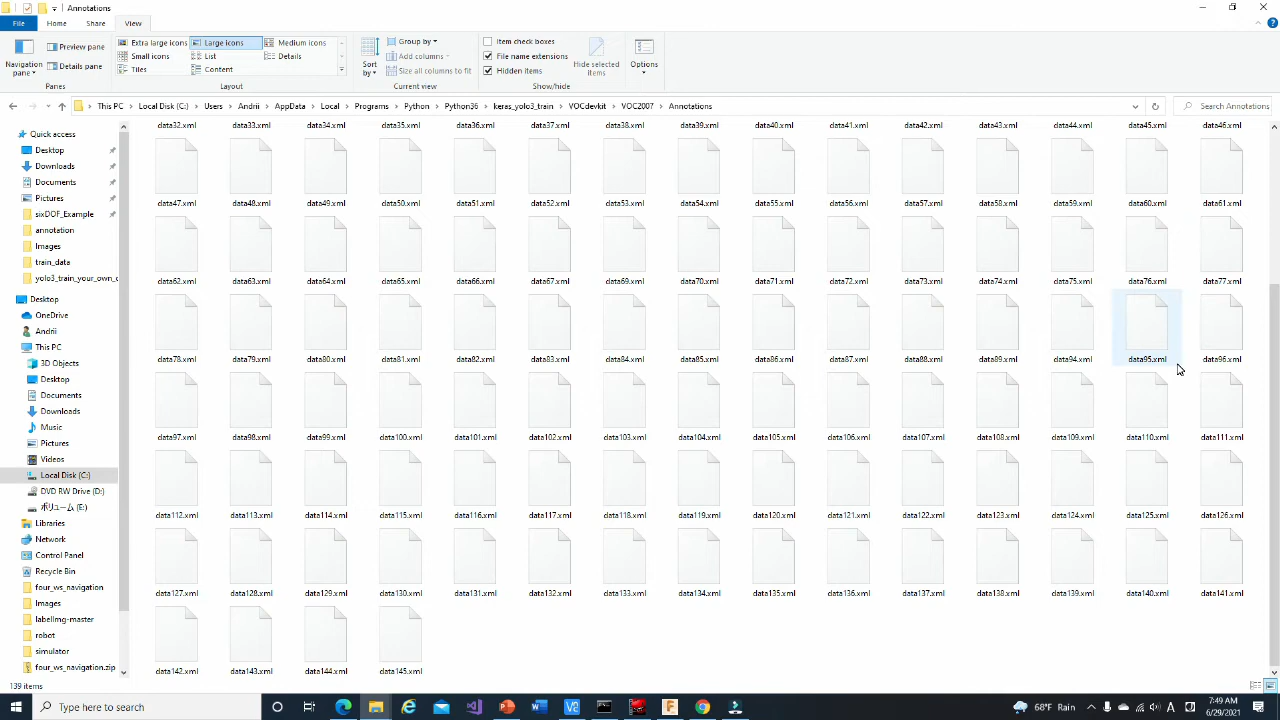 Annotations
File Home Share View
Navigation pane
Preview pane
Details pane
Panes
Extra large icons Large icons Medium icons
Small icons List Details
Tiles Content
Layout
Sort by
Group by
Add columns
Size all columns to fit
Current view
Item check boxes
File name extensions
Hidden items
Hide selected items
Show/hide
Options
This PC > Local Disk (C:) > Users > Andrii > AppData > Local > Programs > Python > Python36 > keras_yolo3_train > VOCdevkit > VOC2007 > Annotations
Search Annotations
Quick access
Desktop
Downloads
Documents
Pictures
sixDOF_Example
annotation
Images
train_data
yolo3_train_your_own_c
Desktop
OneDrive
Andrii
This PC
3D Objects
Desktop
Documents
Downloads
Music
Pictures
Videos
Local Disk (C:)
DVD RW Drive (D:)
ボリューム (E:)
Libraries
Network
Control Panel
Recycle Bin
four_ws_navigation
Images
labelImg-master
robot
simulator
four_ws_navigation.zip
data32.xml data33.xml data34.xml data35.xml data36.xml data37.xml data38.xml data39.xml data40.xml data41.xml data42.xml data43.xml data44.xml data45.xml data46.xml
data47.xml data48.xml data49.xml data50.xml data51.xml data52.xml data53.xml data54.xml data55.xml data56.xml data57.xml data58.xml data59.xml data60.xml data61.xml
data62.xml data63.xml data64.xml data65.xml data66.xml data67.xml data69.xml data70.xml data71.xml data72.xml data73.xml data74.xml data75.xml data76.xml data77.xml
data78.xml data79.xml data80.xml data81.xml data82.xml data83.xml data84.xml data85.xml data86.xml data87.xml data88.xml data89.xml data94.xml data95.xml data96.xml
data97.xml data98.xml data99.xml data100.xml data101.xml data102.xml data103.xml data104.xml data105.xml data106.xml data107.xml data108.xml data109.xml data110.xml data111.xml
data112.xml data113.xml data114.xml data115.xml data116.xml data117.xml data118.xml data119.xml data120.xml data121.xml data122.xml data123.xml data124.xml data125.xml data126.xml
data127.xml data128.xml data129.xml data130.xml data131.xml data132.xml data133.xml data134.xml data135.xml data136.xml data137.xml data138.xml data139.xml data140.xml data141.xml
data142.xml data143.xml data144.xml data145.xml
139 items
Type here to search
68°F Rain
A
7:49 AM
6/29/2021